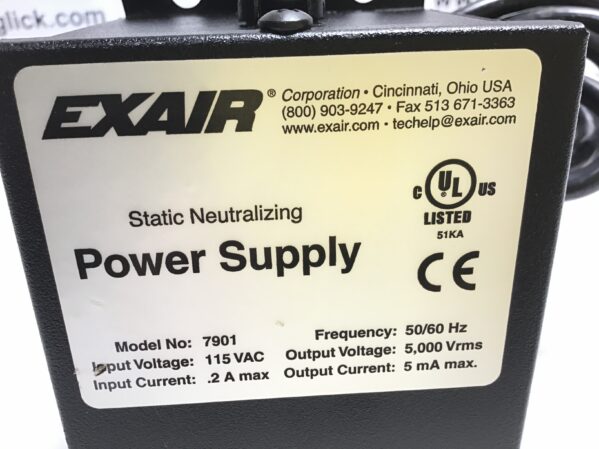 glick.com
EXAIR® Corporation • Cincinnati, Ohio USA
(800) 903-9247 • Fax 513 671-3363
www.exair.com • techelp@exair.com
C UL ® US
LISTED
51KA
CE
Static Neutralizing
Power Supply
Model No: 7901
Input Voltage: 115 VAC
Input Current: .2 A max
Frequency: 50/60 Hz
Output Voltage: 5,000 Vrms
Output Current: 5 mA max.